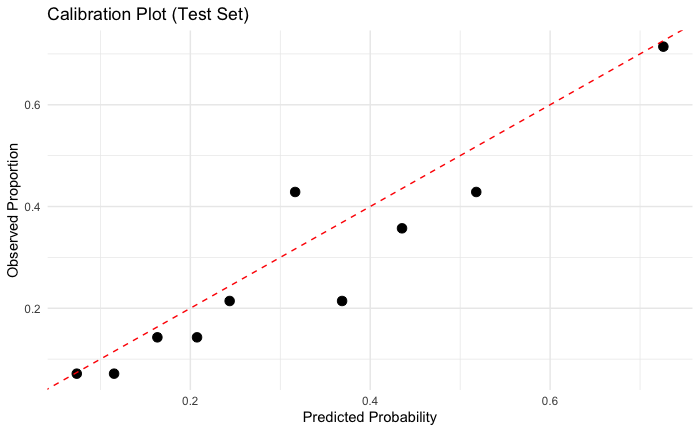 Calibration Plot (Test Set)
Observed Proportion
0.6
0.4
0.2
0.2 0.4 0.6
Predicted Probability